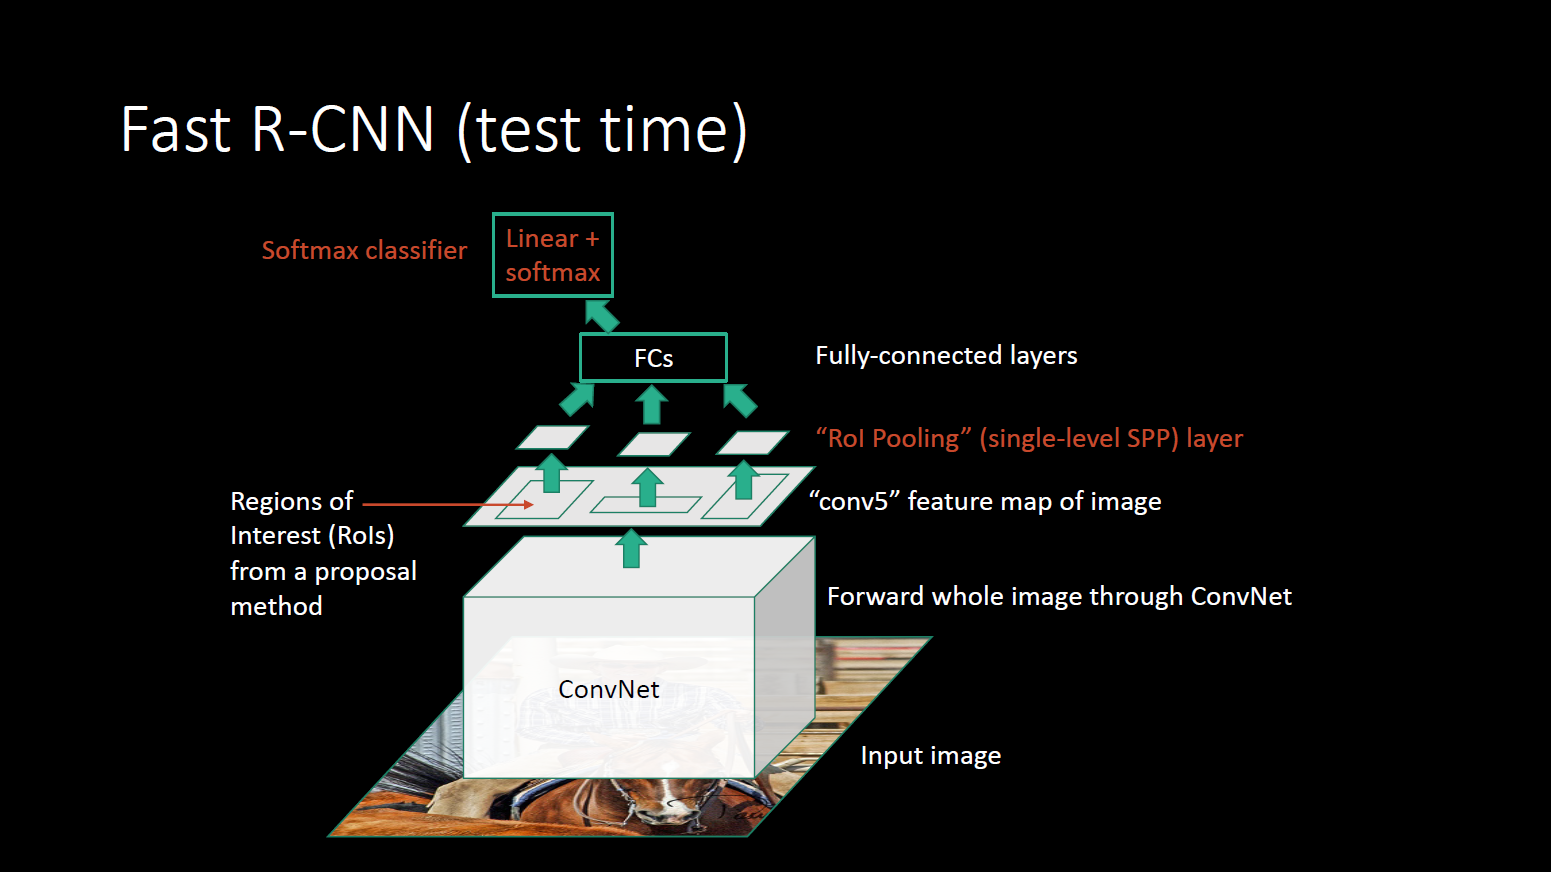 Fast R-CNN (test time)
Softmax classifier
Linear +
softmax
FCs
Fully-connected layers
“RoI Pooling” (single-level SPP) layer
Regions of
Interest (RoIs)
from a proposal
method
“conv5” feature map of image
Forward whole image through ConvNet
ConvNet
Input image